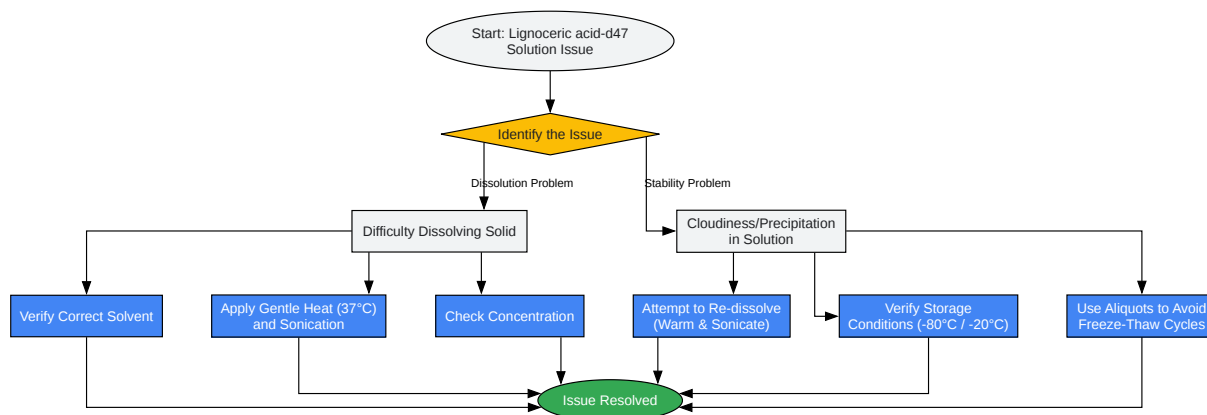 Start: Lignoceric acid-d47
Solution Issue
Identify the Issue
Dissolution Problem
Stability Problem
Difficulty Dissolving Solid
Cloudiness/Precipitation
in Solution
Verify Correct Solvent
Apply Gentle Heat (37°C)
and Sonication
Check Concentration
Attempt to Re-dissolve
(Warm & Sonicate)
Verify Storage
Conditions (-80°C / -20°C)
Use Aliquots to Avoid
Freeze-Thaw Cycles
Issue Resolved